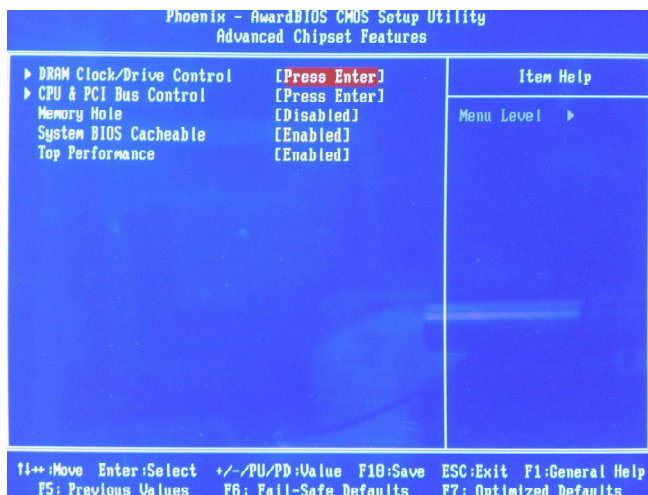 Phoenix - AwardBIOS CMOS Setup Utility
Advanced Chipset Features
▶ DRAM Clock/Drive Control [Press Enter]
▶ CPU & PCI Bus Control [Press Enter]
Memory Hole [Disabled]
System BIOS Cacheable [Enabled]
Top Performance [Enabled]
Item Help
Menu Level ▶
↑↓→←:Move Enter:Select +/-/PU/PD:Value F10:Save ESC:Exit F1:General Help
F5: Previous Values F6: Fail-Safe Defaults F7: Optimized Defaults